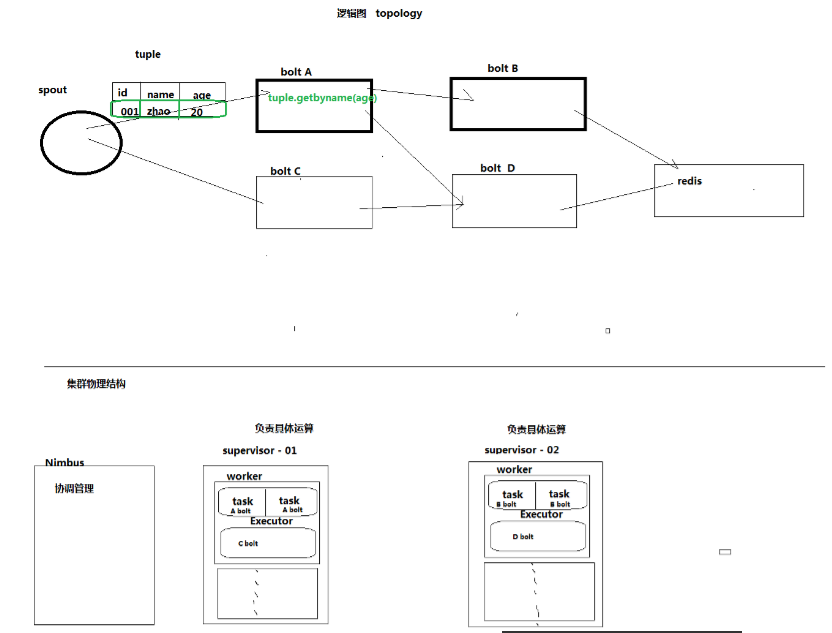 逻辑图 topology
tuple
spout
id name age
001 zhao 20
bolt A
tuple.getbyname(age)
bolt B
bolt C
bolt D
redis
集群物理结构
Nimbus
协调管理
负责具体运算
supervisor - 01
worker
task task
A bolt A bolt
Executor
C bolt
负责具体运算
supervisor - 02
worker
task task
B bolt B bolt
Executor
D bolt